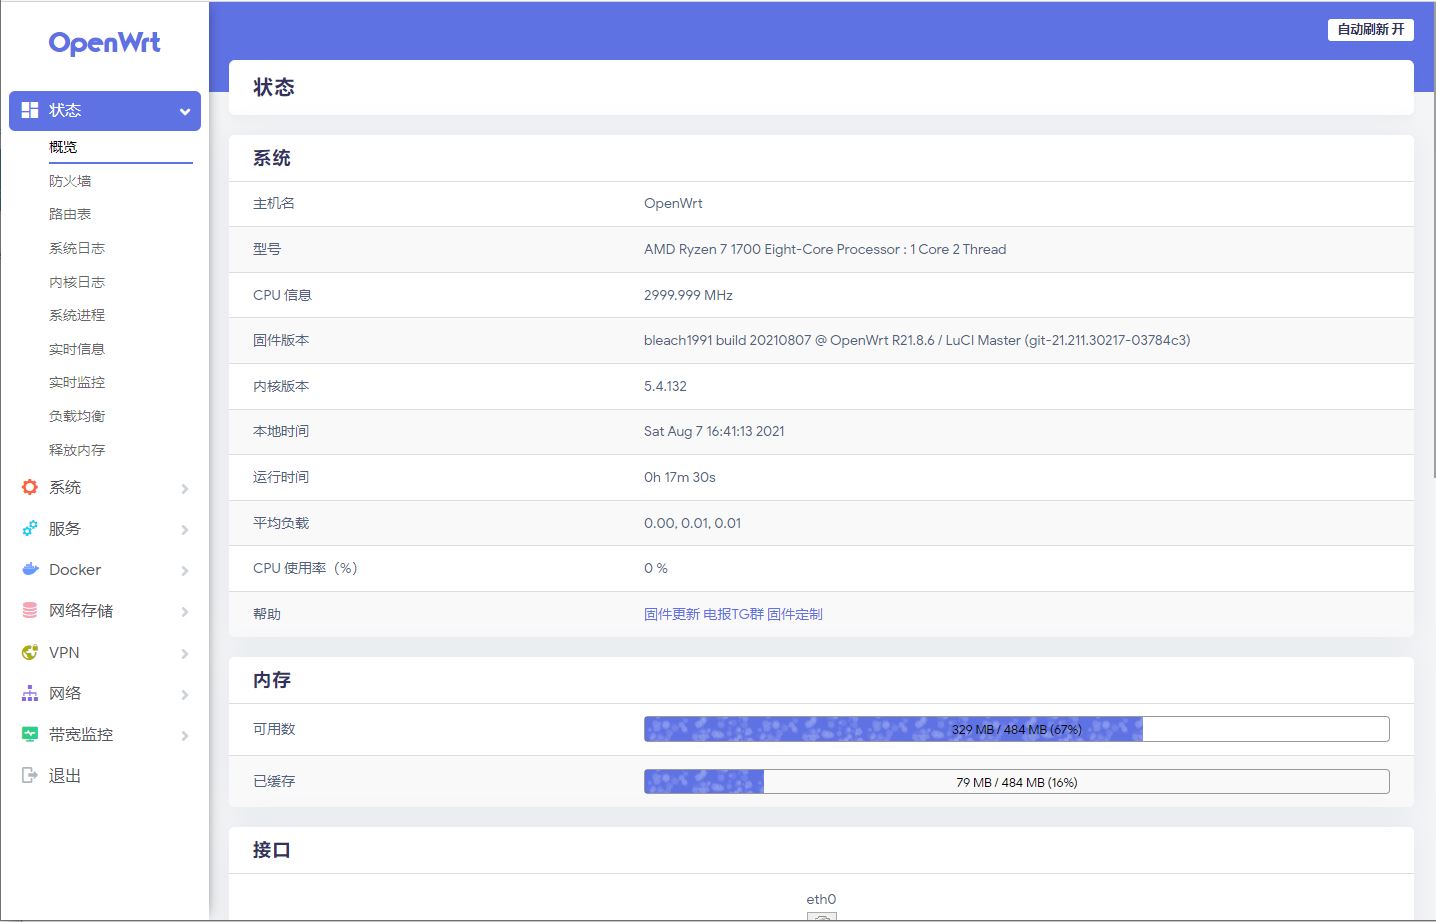 OpenWrt
自动刷新 开
状态
概览
防火墙
路由表
系统日志
内核日志
系统进程
实时信息
实时监控
负载均衡
释放内存
系统
服务
Docker
网络存储
VPN
网络
带宽监控
退出
状态
系统
主机名 OpenWrt
型号 AMD Ryzen 7 1700 Eight-Core Processor : 1 Core 2 Thread
CPU 信息 2999.999 MHz
固件版本 bleach1991 build 20210807 @ OpenWrt R21.8.6 / LuCI Master (git-21.211.30217-03784c3)
内核版本 5.4.132
本地时间 Sat Aug 7 16:41:13 2021
运行时间 0h 17m 30s
平均负载 0.00, 0.01, 0.01
CPU 使用率（%） 0 %
帮助 固件更新 电报TG群 固件定制
内存
可用数 329 MB / 484 MB (67%)
已缓存 79 MB / 484 MB (16%)
接口
eth0